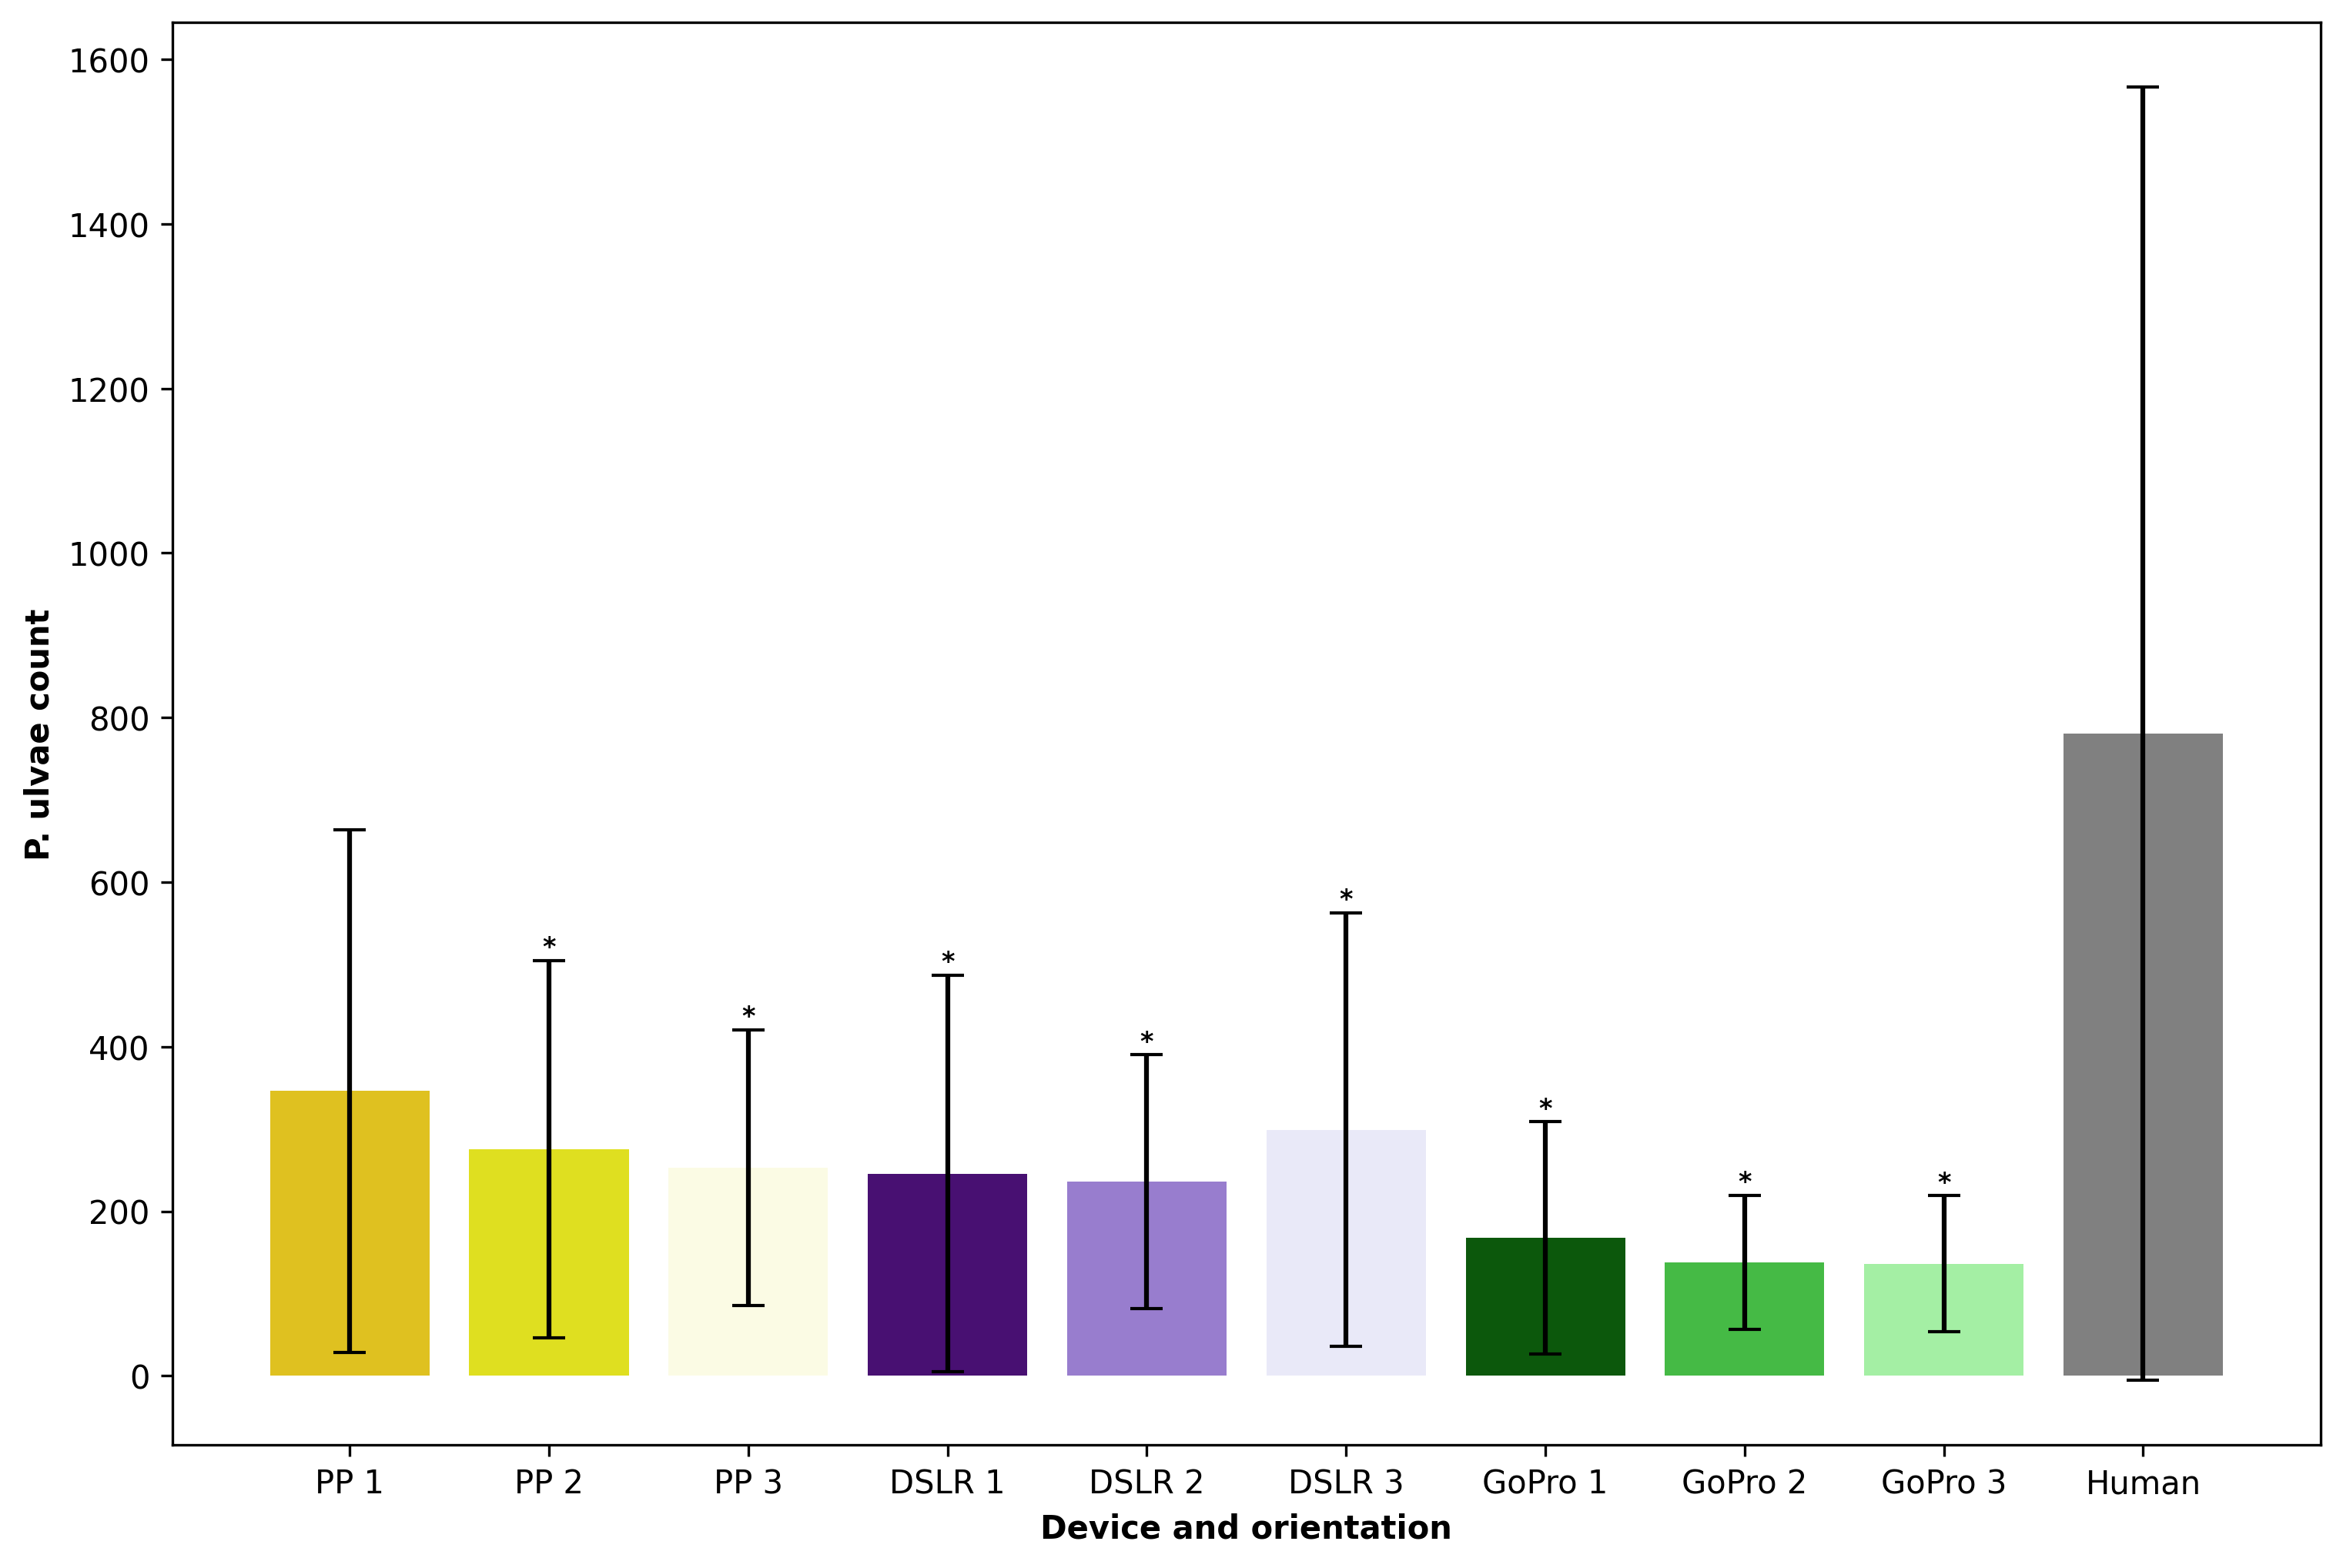 1600
1400
1200
1000
800
600
400
200
0
P. ulvae count
*
*
*
*
*
*
*
*
PP 1
PP 2
PP 3
DSLR 1
DSLR 2
DSLR 3
GoPro 1
GoPro 2
GoPro 3
Human
Device and orientation